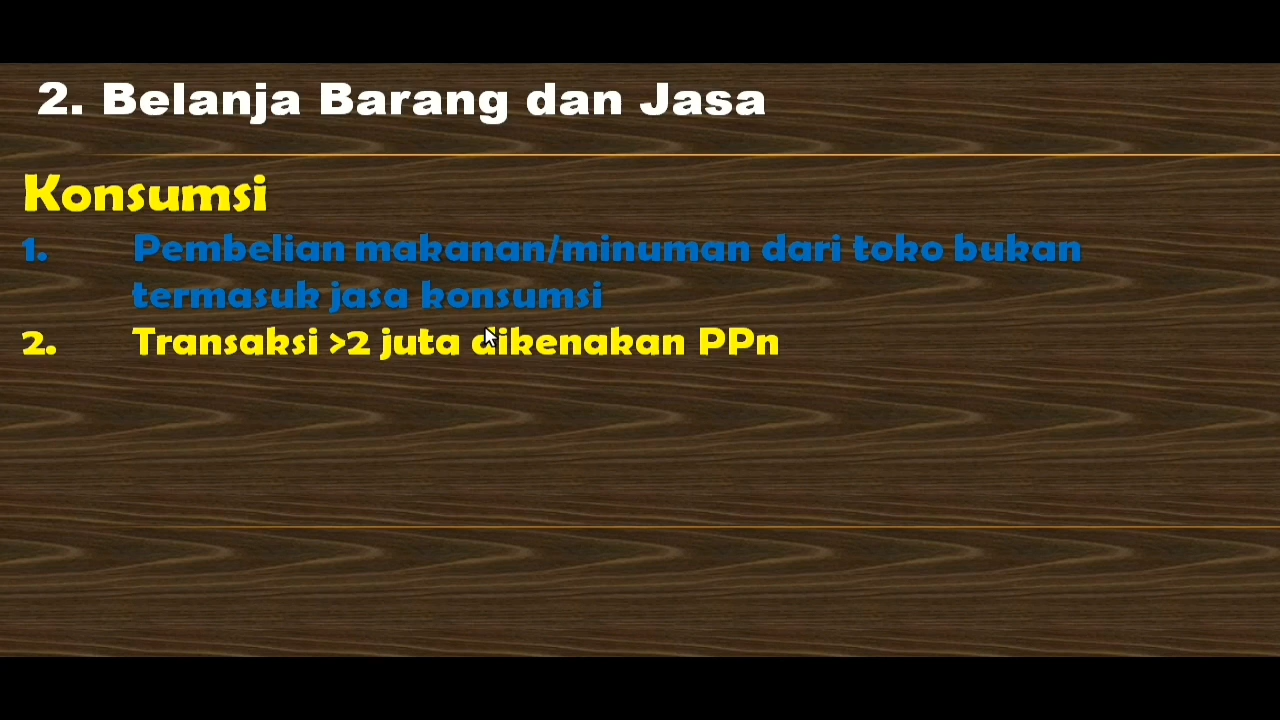 2. Belanja Barang dan Jasa
Konsumsi
1. Pembelian makanan/minuman dari toko bukan
termasuk jasa konsumsi
2. Transaksi >2 juta dikenakan PPn